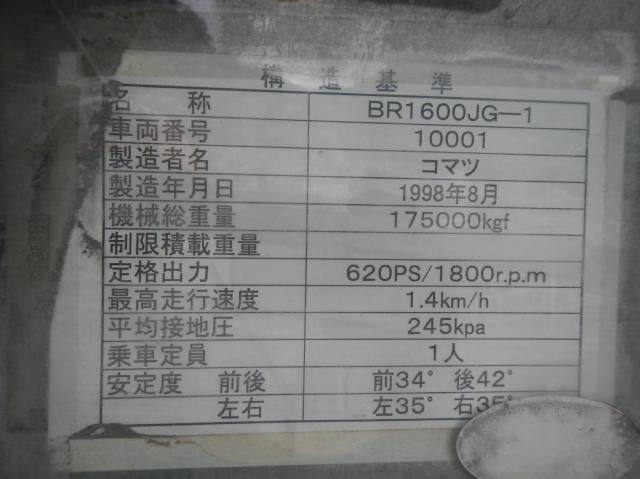 構造基準
名称 BR1600JG-1
車両番号 10001
製造者名 コマツ
製造年月日 1998年8月
機械総重量 175000kgf
制限積載重量
定格出力 620PS/1800r.p.m
最高走行速度 1.4km/h
平均接地圧 245kpa
乗車定員 1人
安定度 前後 前34° 後42°
左右 左35° 右35°